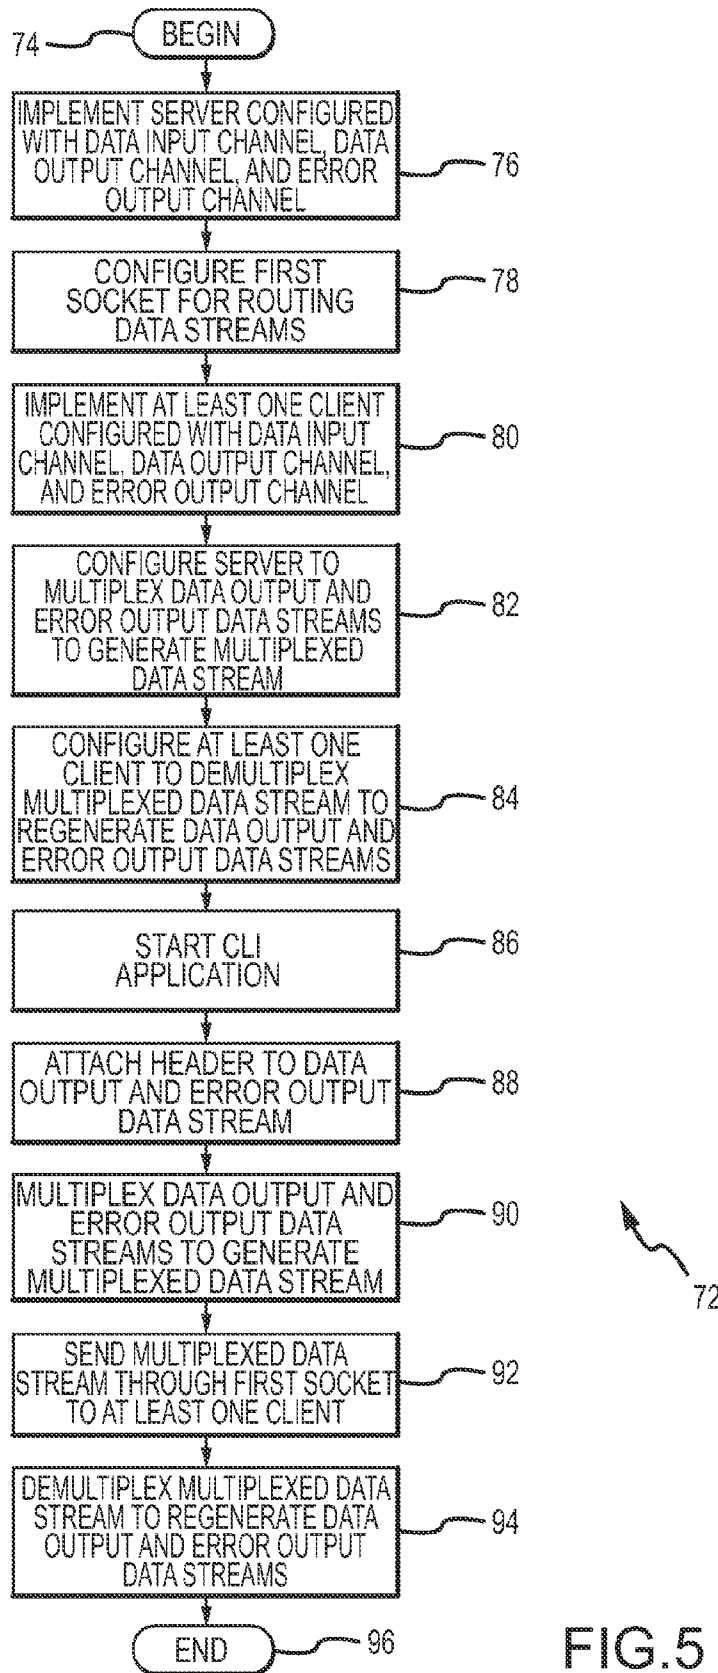 BEGIN
74
IMPLEMENT SERVER CONFIGURED
WITH DATA INPUT CHANNEL, DATA
OUTPUT CHANNEL, AND ERROR
OUTPUT CHANNEL
76
CONFIGURE FIRST
SOCKET FOR ROUTING
DATA STREAMS
78
IMPLEMENT AT LEAST ONE CLIENT
CONFIGURED WITH DATA INPUT
CHANNEL, DATA OUTPUT CHANNEL,
AND ERROR OUTPUT CHANNEL
80
CONFIGURE SERVER TO
MULTIPLEX DATA OUTPUT AND
ERROR OUTPUT DATA STREAMS
TO GENERATE MULTIPLEXED
DATA STREAM
82
CONFIGURE AT LEAST ONE
CLIENT TO DEMULTIPLEX
MULTIPLEXED DATA STREAM TO
REGENERATE DATA OUTPUT AND
ERROR OUTPUT DATA STREAMS
84
START CLI
APPLICATION
86
ATTACH HEADER TO DATA
OUTPUT AND ERROR OUTPUT
DATA STREAM
88
MULTIPLEX DATA OUTPUT AND
ERROR OUTPUT DATA
STREAMS TO GENERATE
MULTIPLEXED DATA STREAM
90
72
SEND MULTIPLEXED DATA
STREAM THROUGH FIRST SOCKET
TO AT LEAST ONE CLIENT
92
DEMULTIPLEX MULTIPLEXED DATA
STREAM TO REGENERATE DATA
OUTPUT AND ERROR OUTPUT
DATA STREAMS
94
END
96
FIG.5